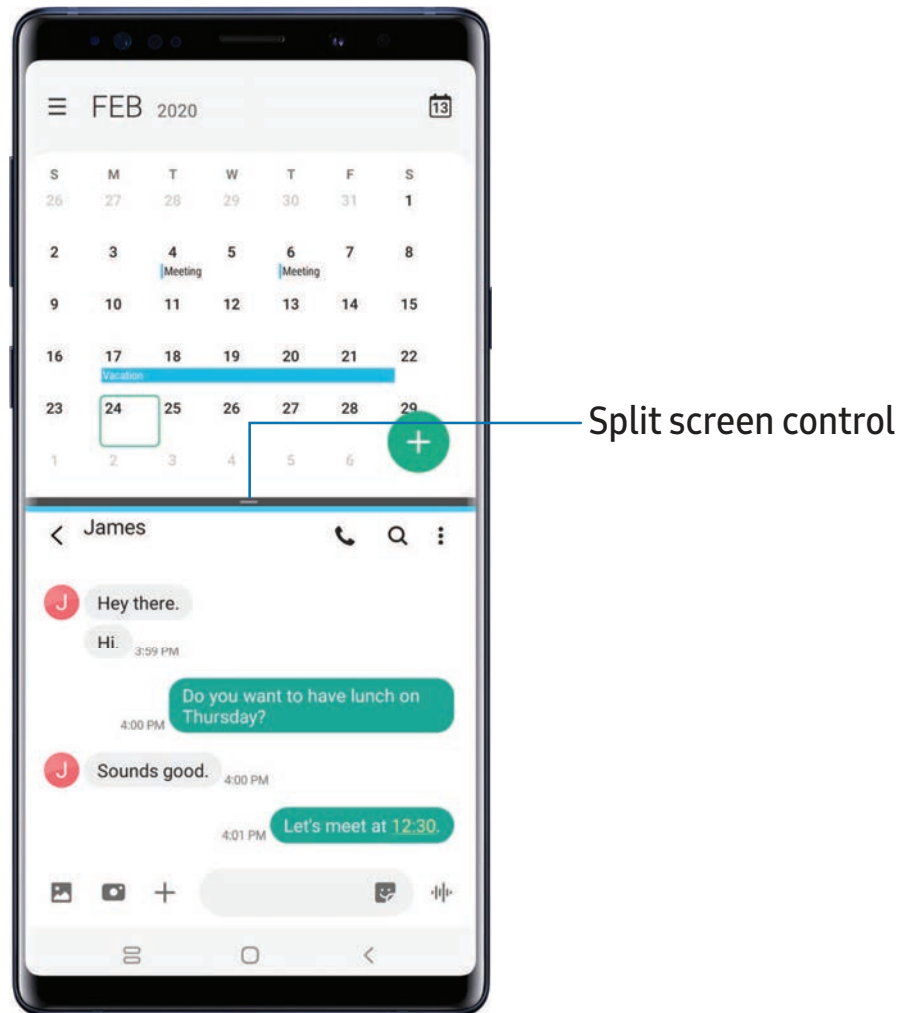 FEB 2020
13
S M T W T F S
26 27 28 29 30 31 1
2 3 4 5 6 7 8
Meeting Meeting
9 10 11 12 13 14 15
16 17 18 19 20 21 22
Vacation
23 24 25 26 27 28 29
1 2 3 4 5 6
Split screen control
James
J Hey there.
Hi. 3:59 PM
Do you want to have lunch on
4:00 PM Thursday?
J Sounds good. 4:00 PM
4:01 PM Let's meet at 12:30.